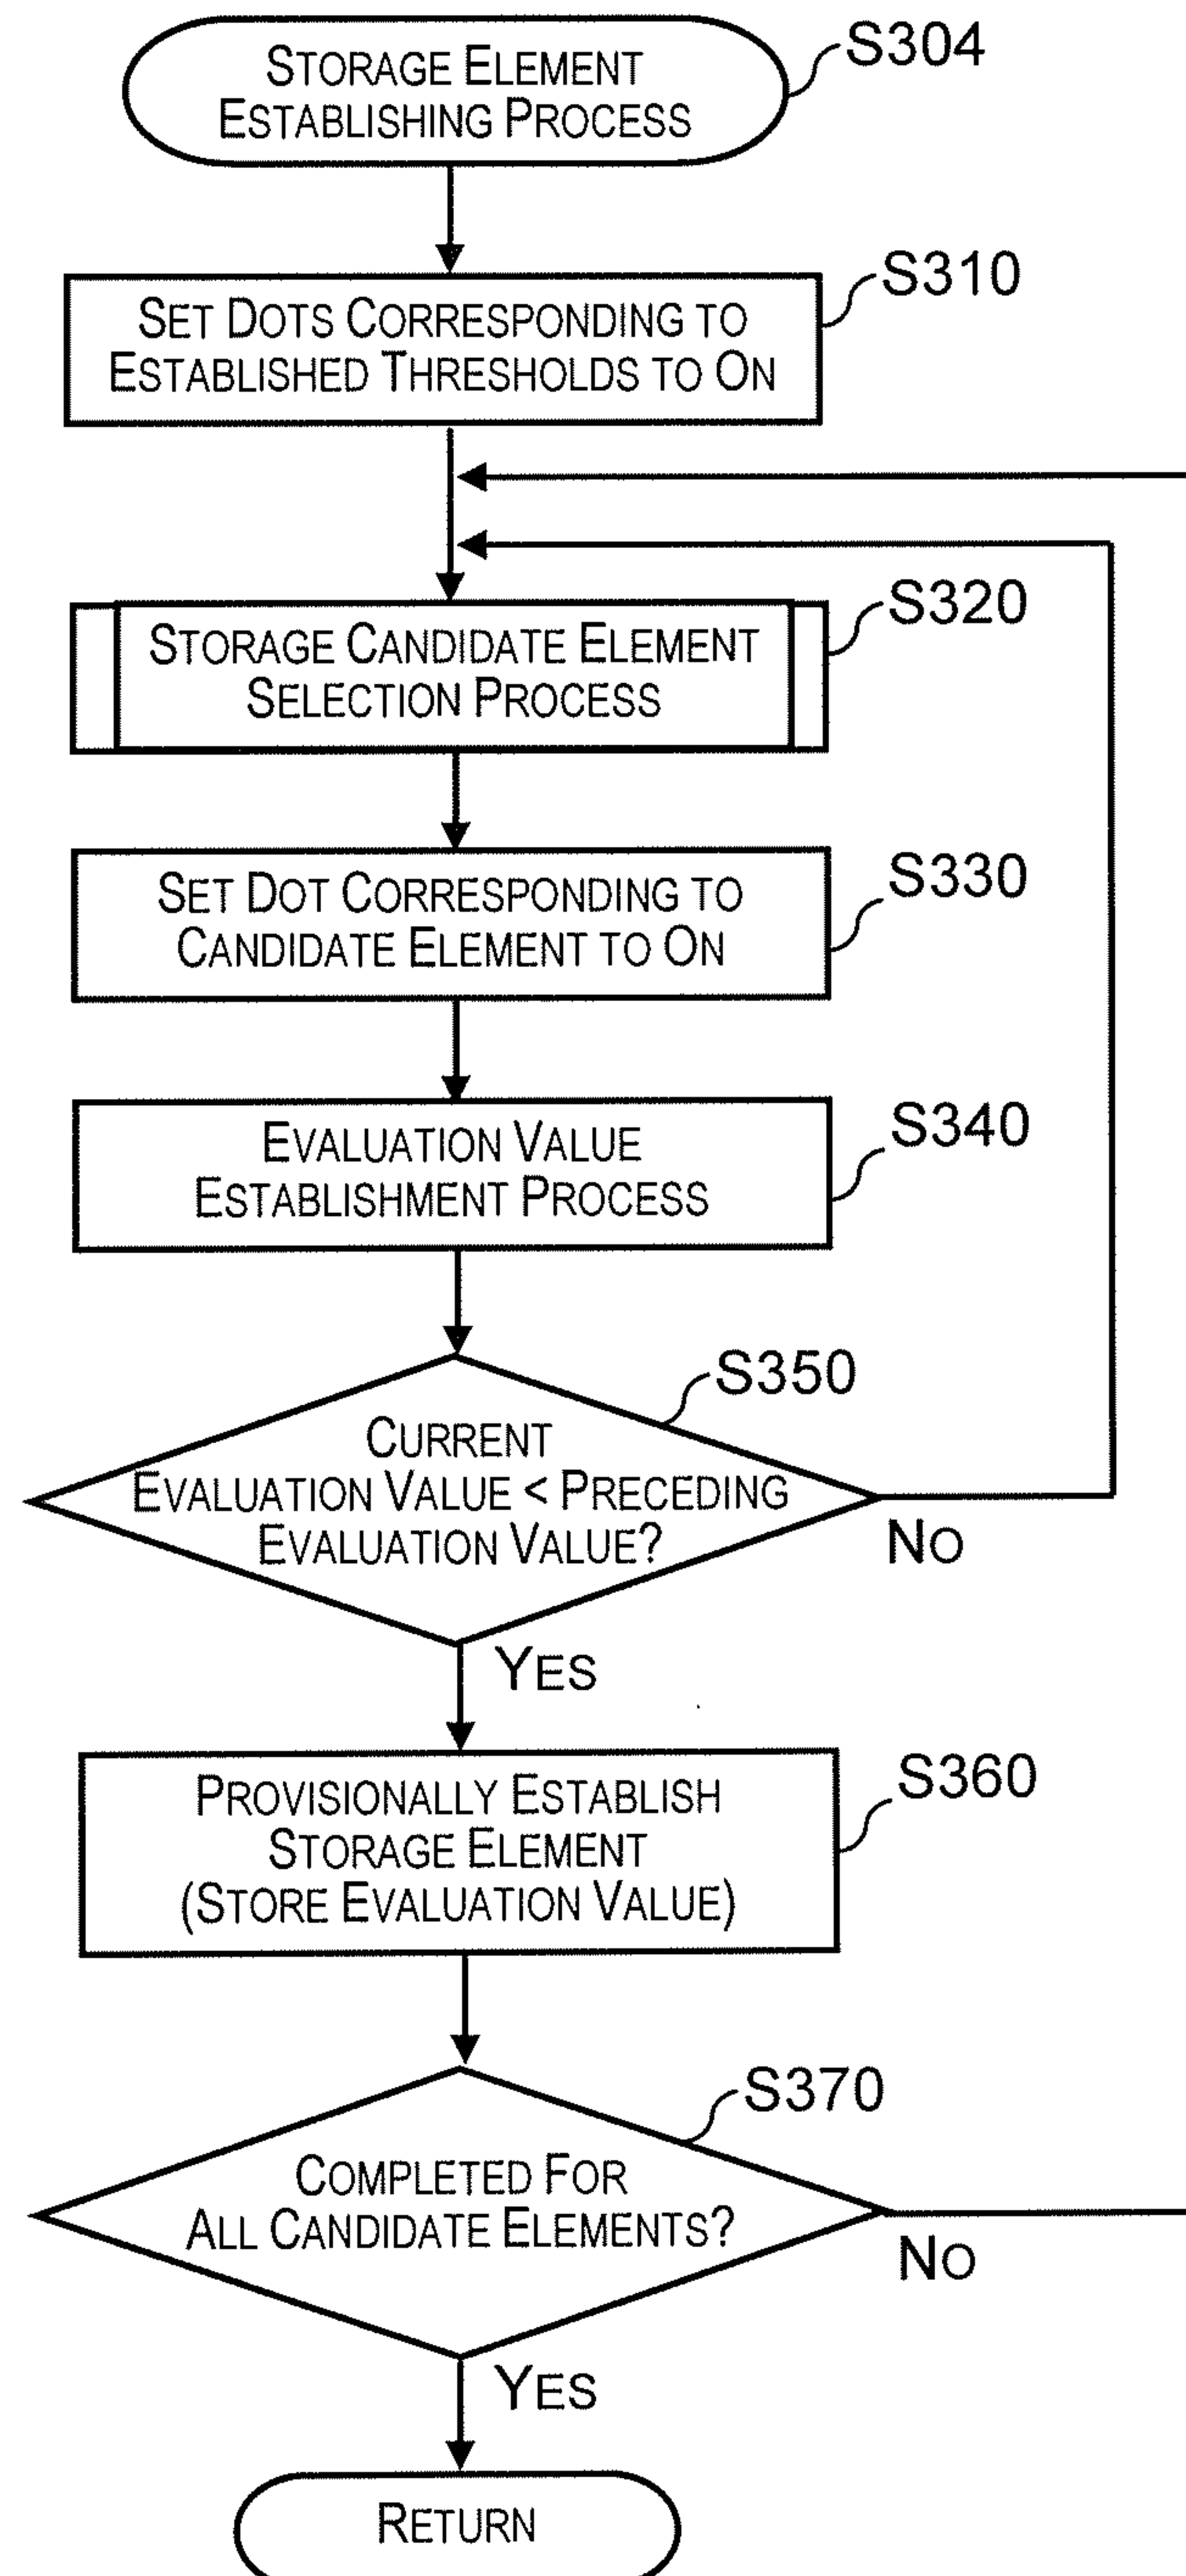 STORAGE ELEMENT
ESTABLISHING PROCESS
S304
SET DOTS CORRESPONDING TO
ESTABLISHED THRESHOLDS TO ON
S310
STORAGE CANDIDATE ELEMENT
SELECTION PROCESS
S320
SET DOT CORRESPONDING TO
CANDIDATE ELEMENT TO ON
S330
EVALUATION VALUE
ESTABLISHMENT PROCESS
S340
CURRENT
EVALUATION VALUE < PRECEDING
EVALUATION VALUE?
S350
NO
YES
PROVISIONALLY ESTABLISH
STORAGE ELEMENT
(STORE EVALUATION VALUE)
S360
COMPLETED FOR
ALL CANDIDATE ELEMENTS?
S370
NO
YES
RETURN